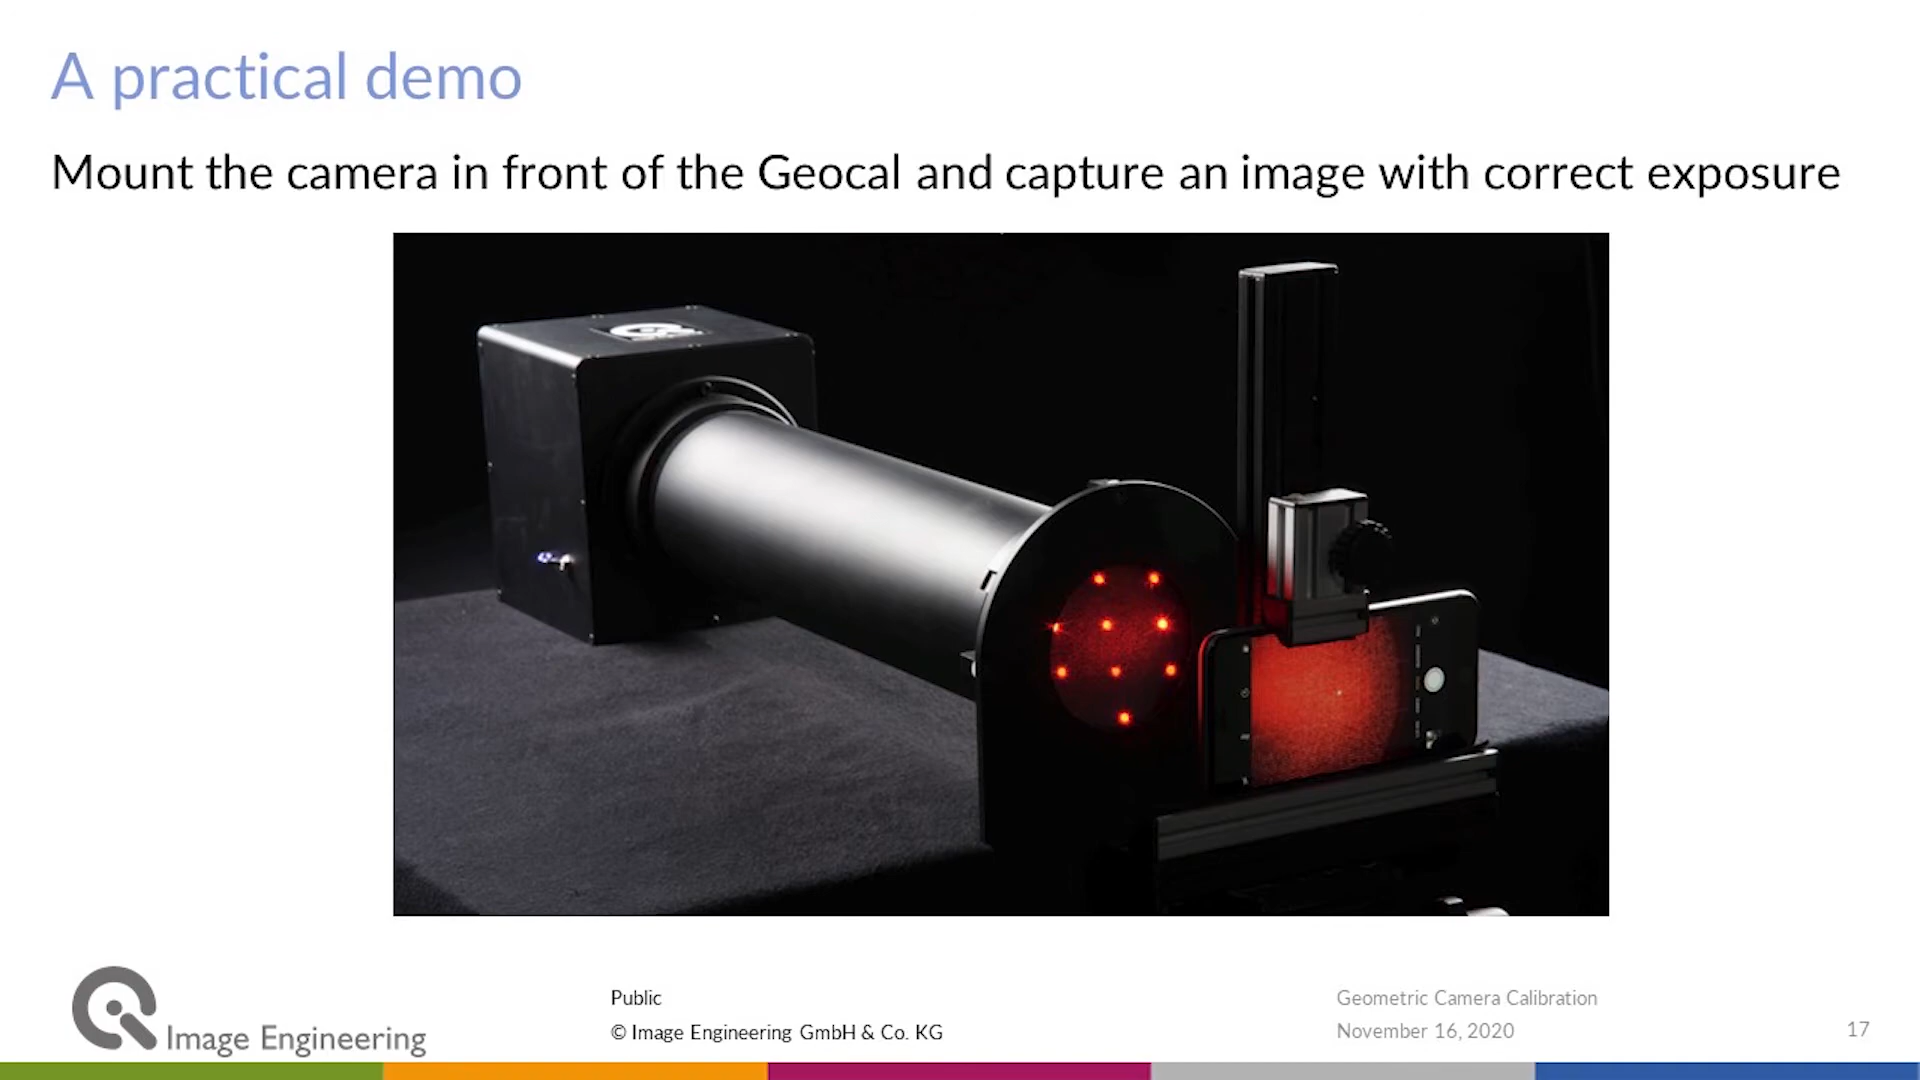 A practical demo
Mount the camera in front of the Geocal and capture an image with correct exposure
Image Engineering
Public
© Image Engineering GmbH & Co. KG
Geometric Camera Calibration
November 16, 2020
17